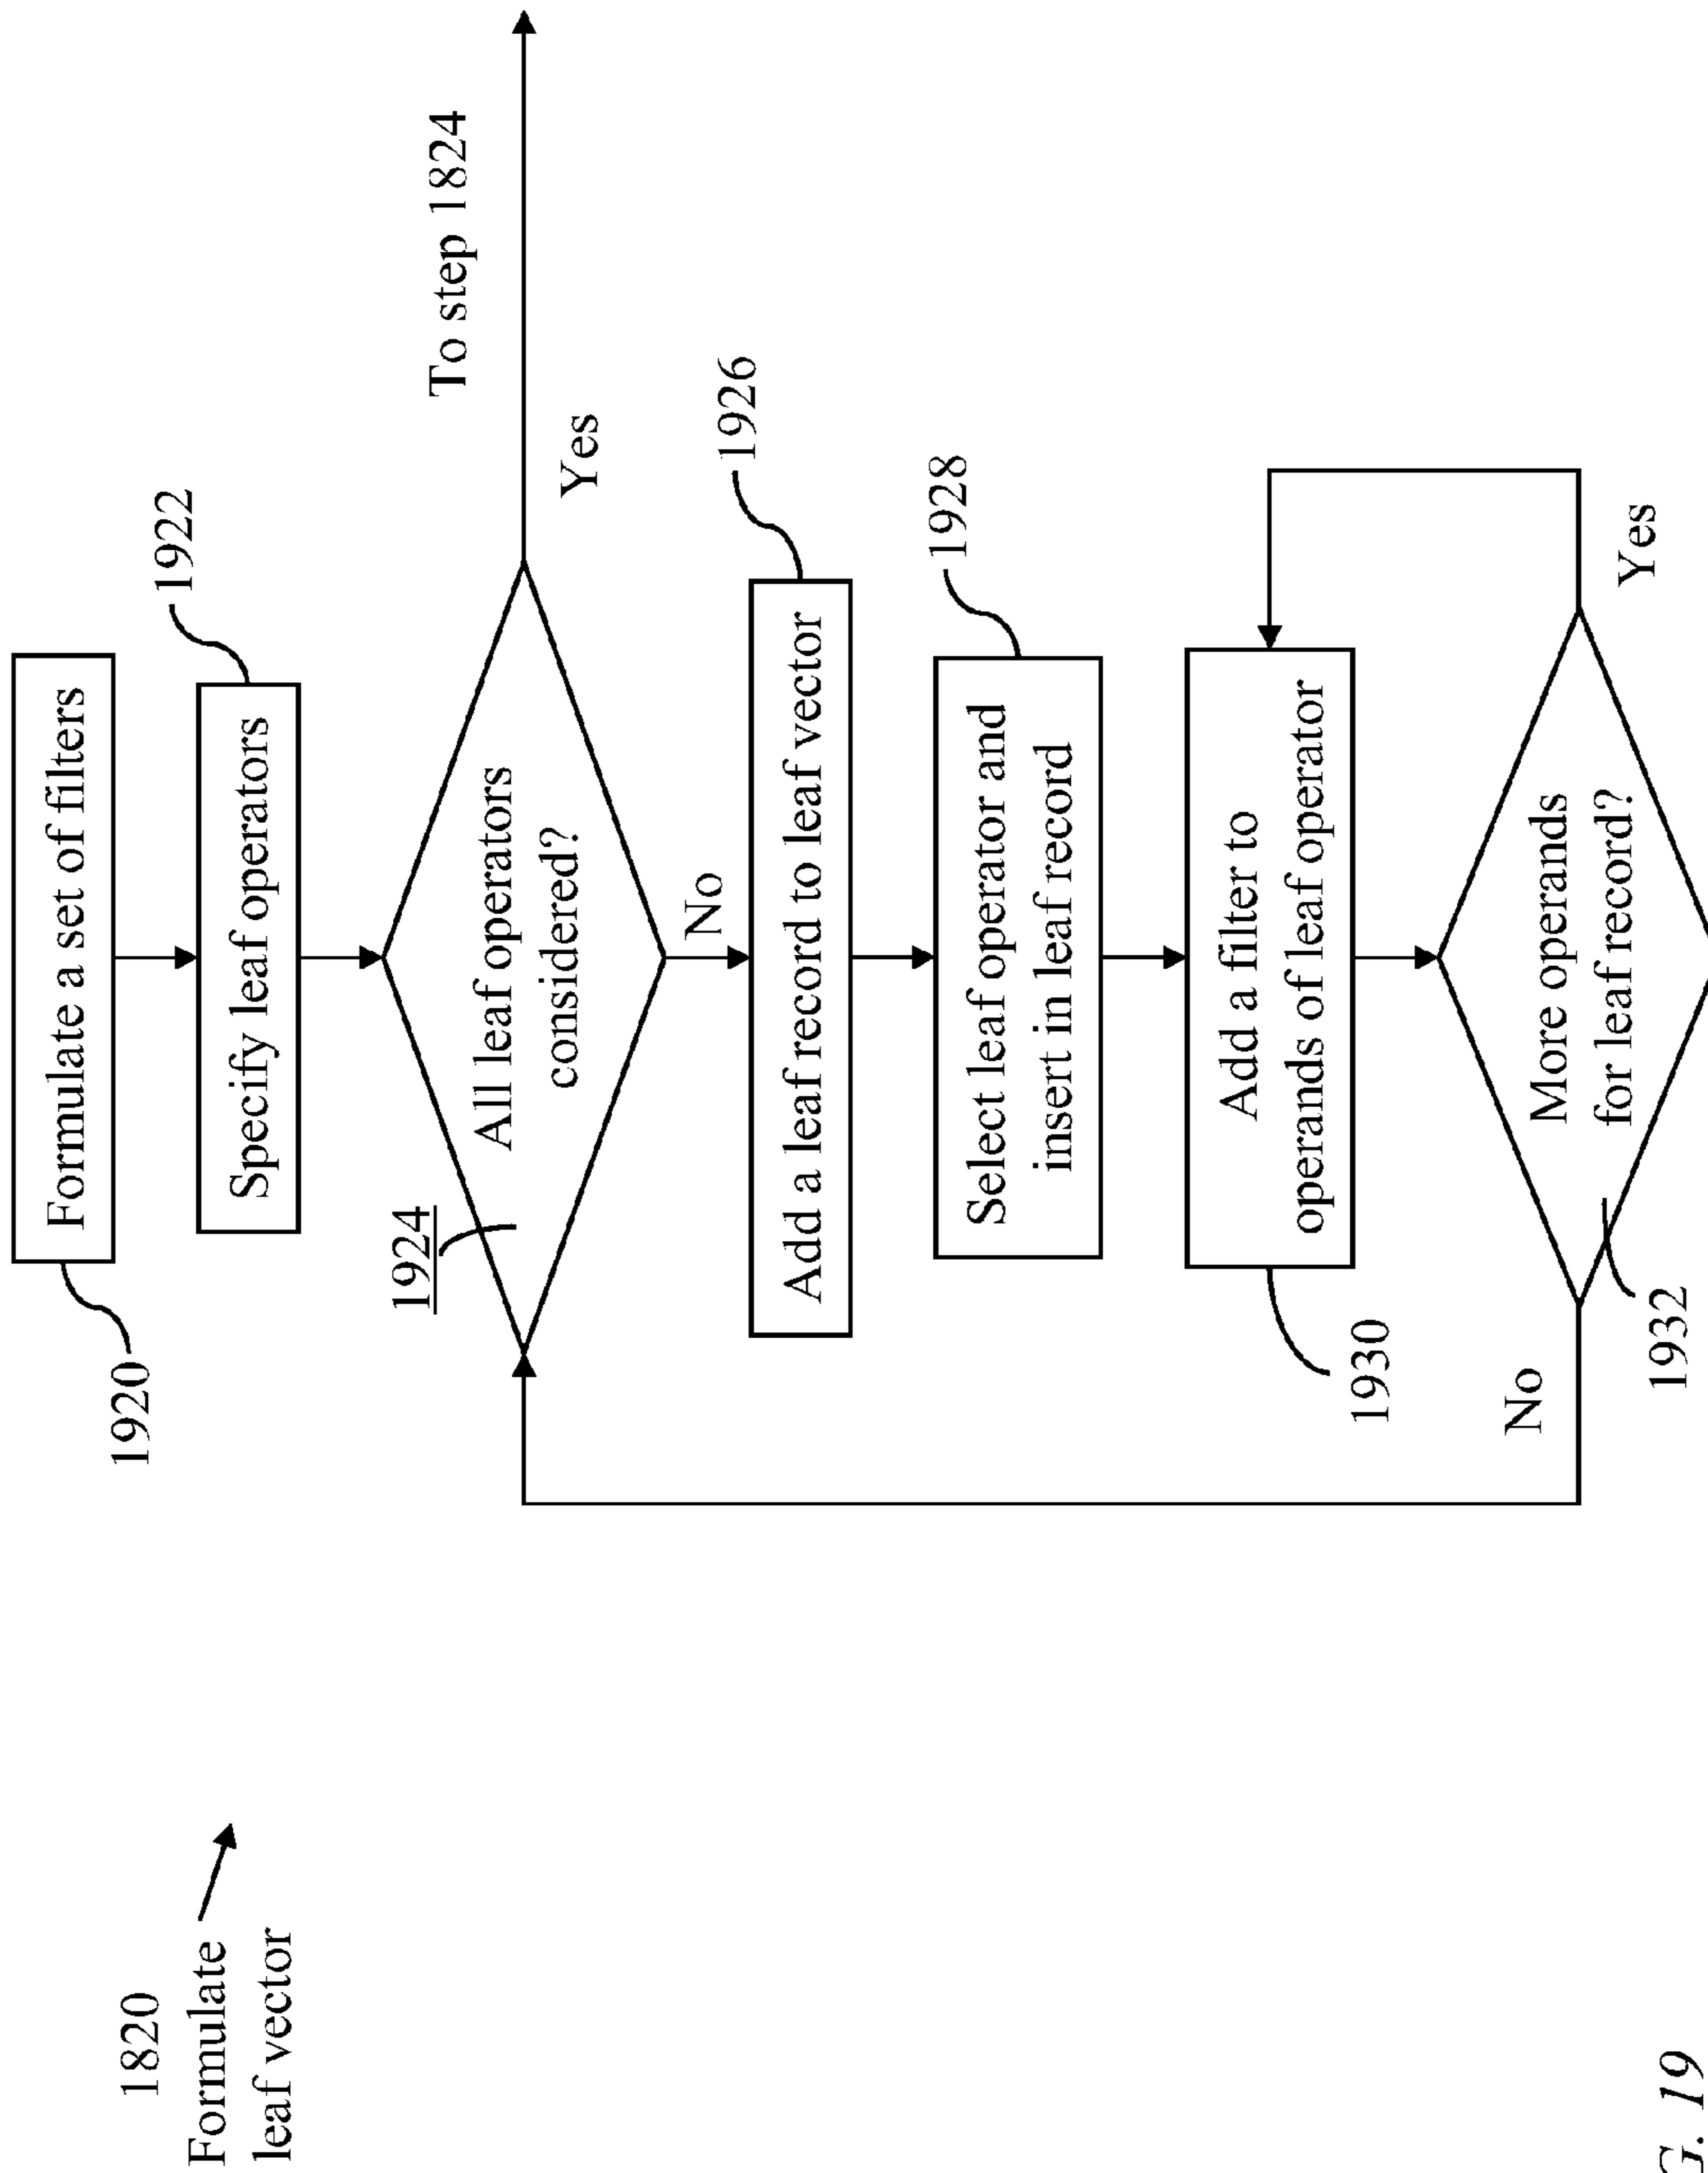 1820
Formulate
leaf vector
1920
Formulate a set of filters
1922
Specify leaf operators
1924
All leaf operators
considered?
To step 1824
Yes
No
1926
Add a leaf record to leaf vector
1928
Select leaf operator and
insert in leaf record
1930
Add a filter to
operands of leaf operator
1932
More operands
for leaf record?
Yes
No
G. 19